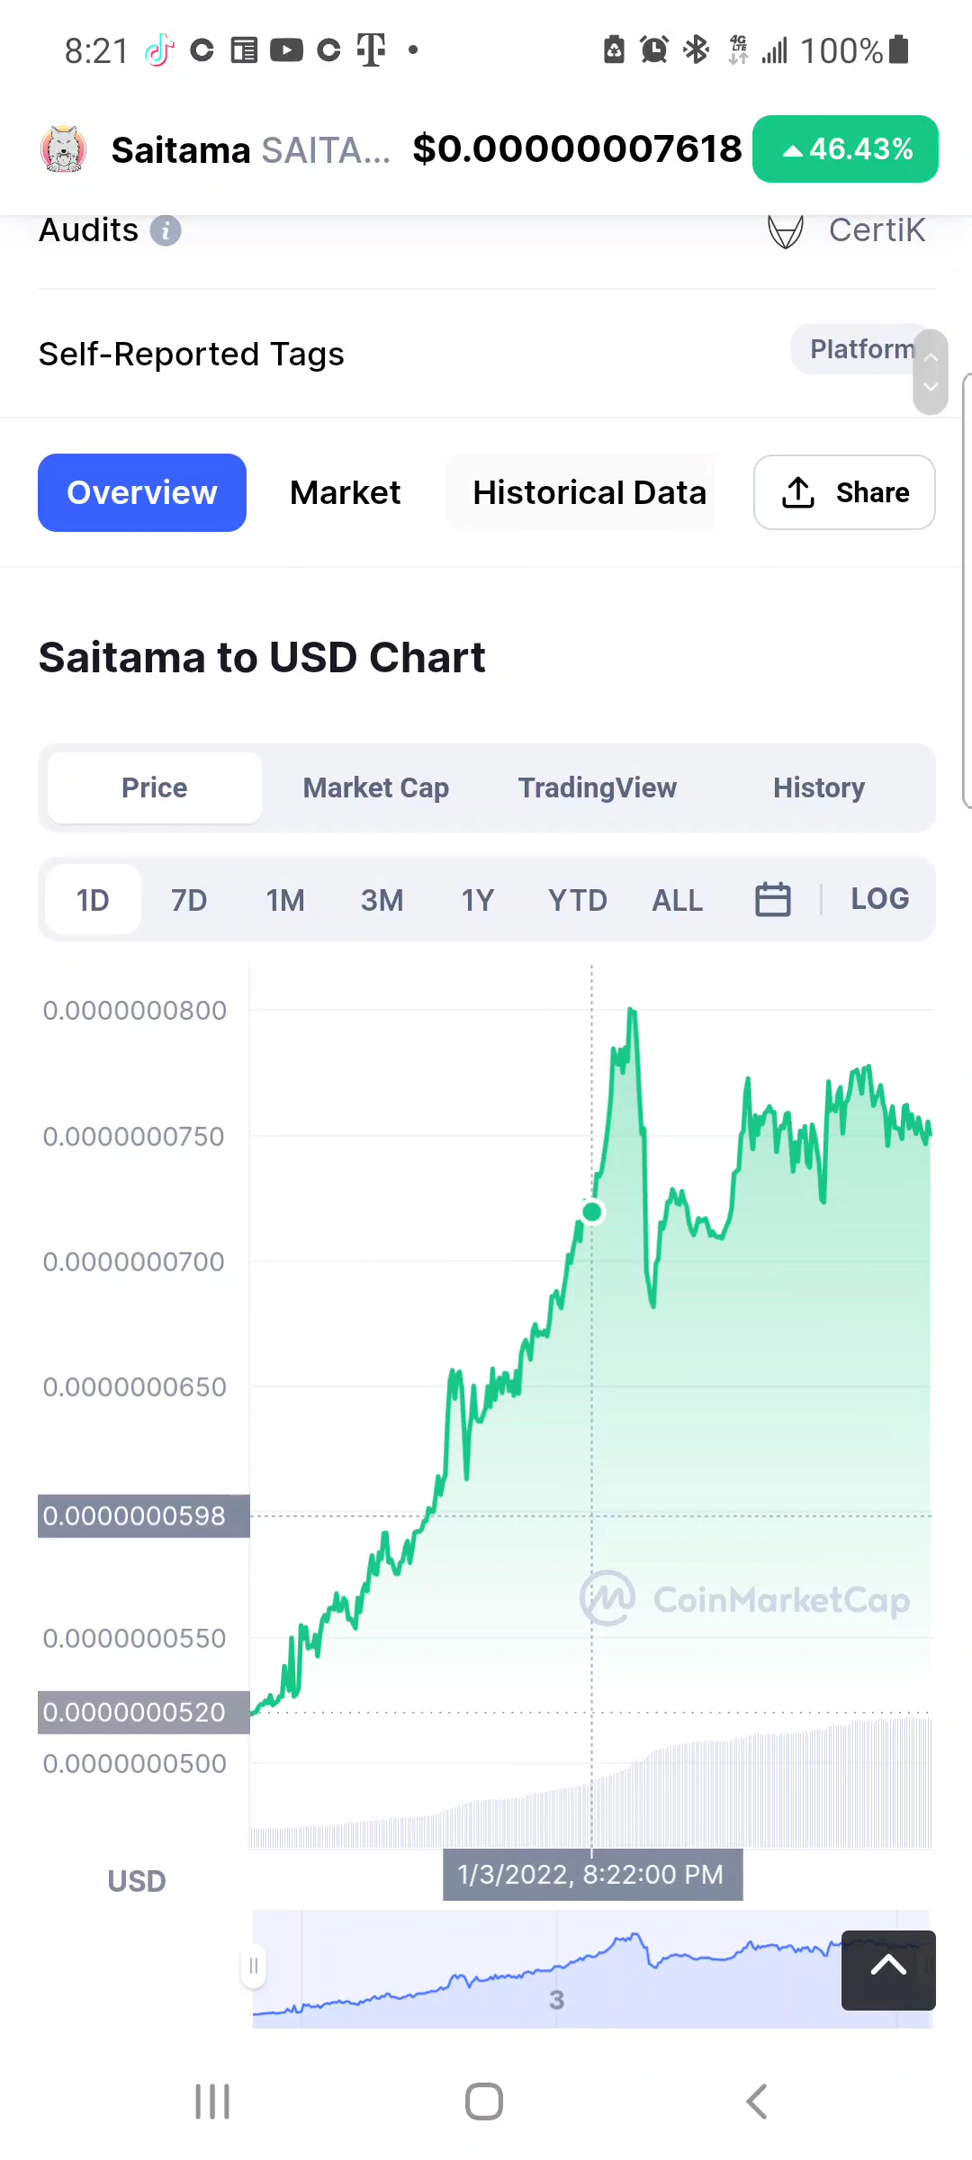 8:21
4G LTE 100%
Saitama SAITA... $0.00000007618 46.43%
Audits CertiK
Self-Reported Tags Platform
Overview Market Historical Data Share
Saitama to USD Chart
Price Market Cap TradingView History
1D 7D 1M 3M 1Y YTD ALL LOG
0.0000000800
0.0000000750
0.0000000700
0.0000000650
0.0000000598
CoinMarketCap
0.0000000550
0.0000000520
0.0000000500
USD
1/3/2022, 8:22:00 PM
3